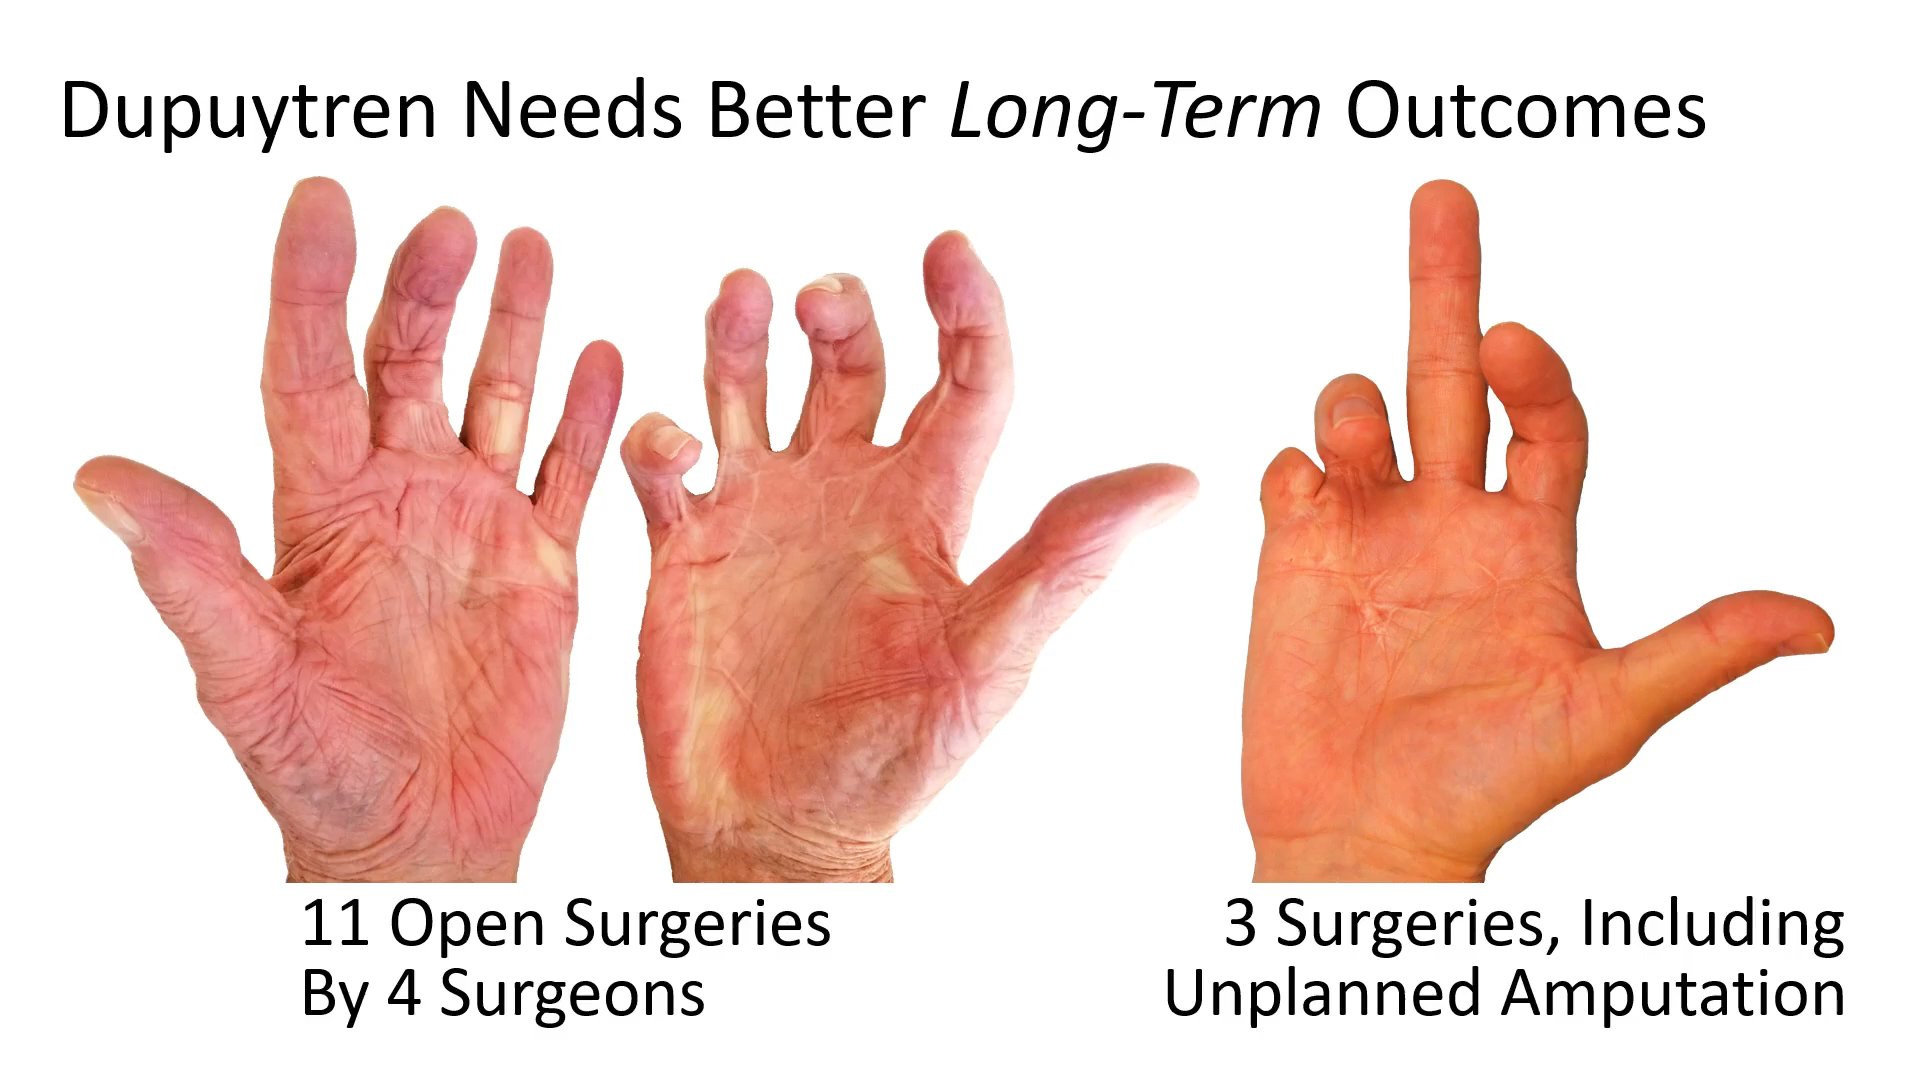 Dupuytren Needs Better Long-Term Outcomes
11 Open Surgeries
By 4 Surgeons
3 Surgeries, Including
Unplanned Amputation